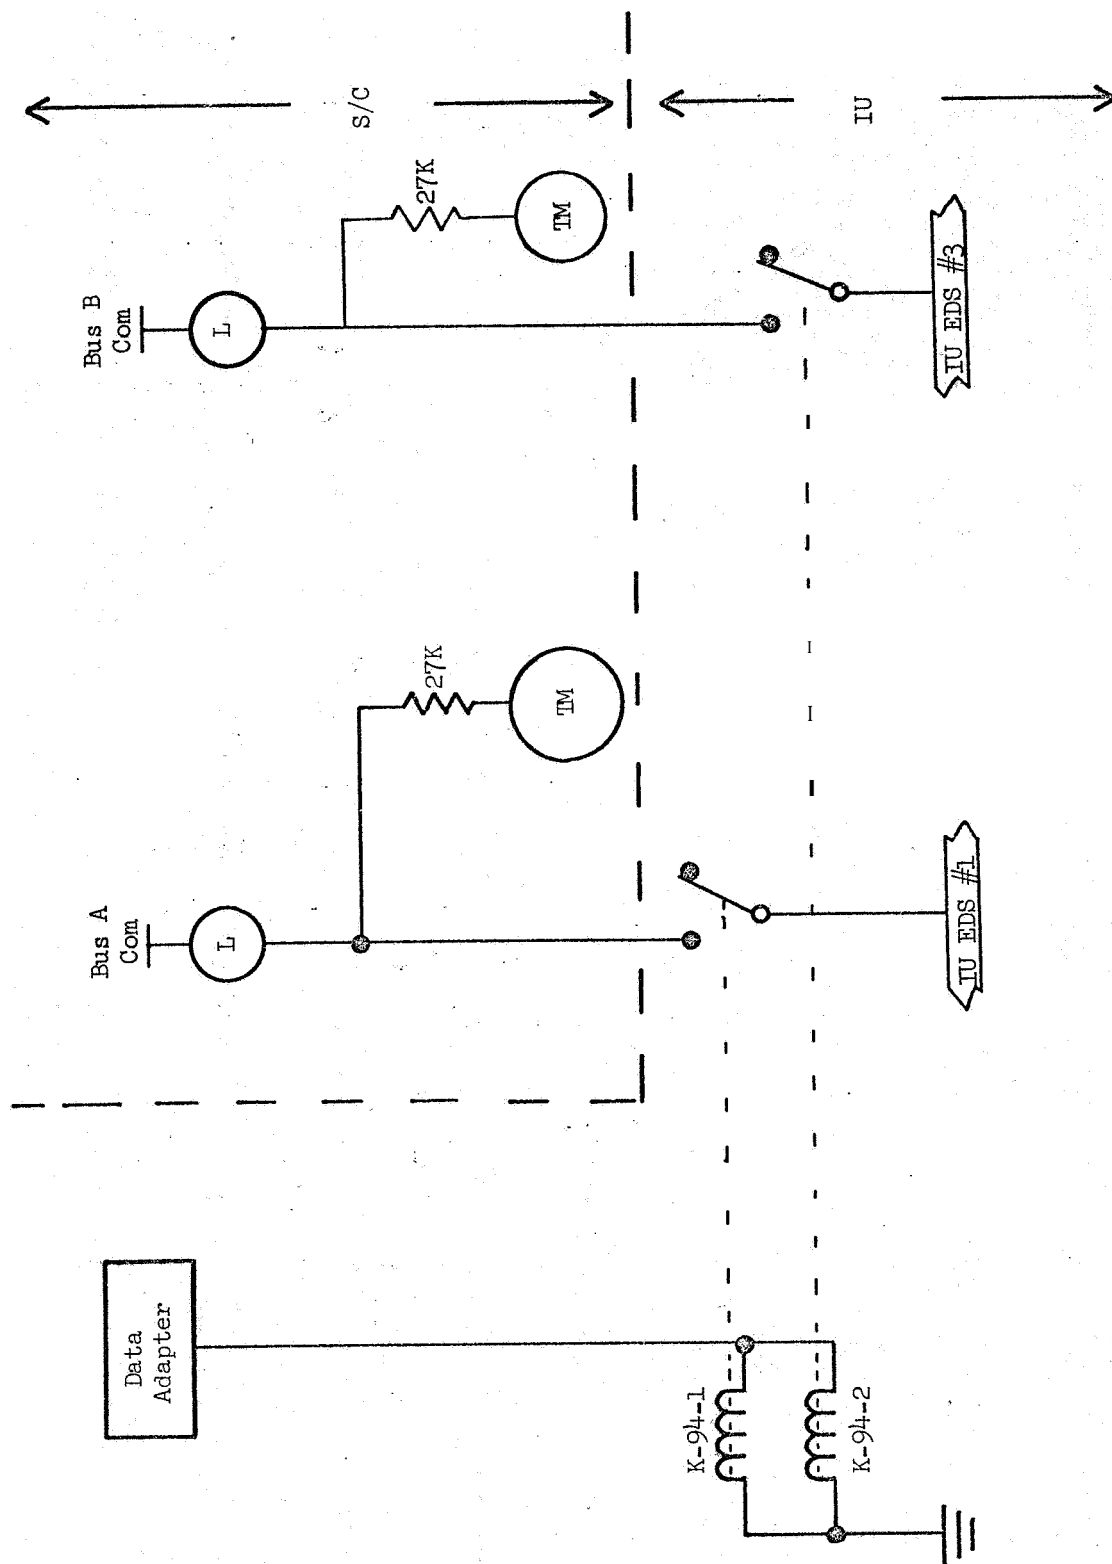 S/C
IU
Bus B
Com
L
27K
TM
IU EDS #3
Bus A
Com
L
27K
TM
IU EDS #1
Data
Adapter
K-94-1
K-94-2